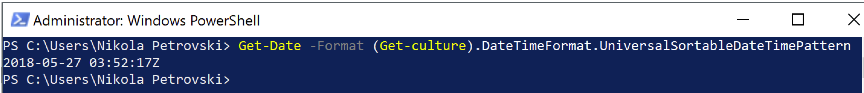 Administrator: Windows PowerShell
PS C:\Users\Nikola Petrovski> Get-Date -Format (Get-culture).DateTimeFormat.UniversalSortableDateTimePattern
2018-05-27 03:52:17Z
PS C:\Users\Nikola Petrovski>